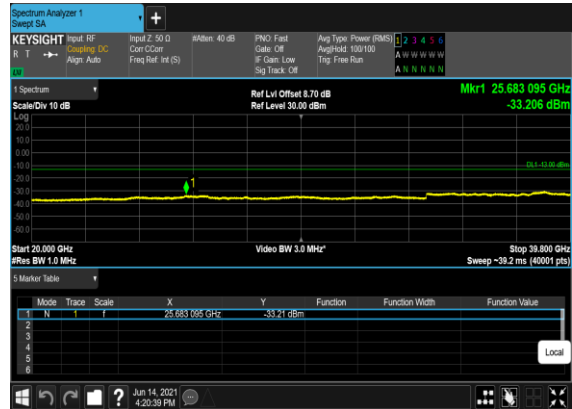 Spectrum Analyzer 1
Swept SA
KEYSIGHT Input: RF Input Z: 50 Ω #Atten: 40 dB PNO: Fast Avg Type: Power (RMS) 1 2 3 4 5 6
R T Coupling: DC Corr CCorr Gate: Off Avg|Hold: 100/100 A W W W W W
Align: Auto Freq Ref: Int (S) IF Gain: Low Trig: Free Run
Sig Track: Off A N N N N N
1 Spectrum Ref Lvl Offset 8.70 dB Mkr1 25.683 095 GHz
Scale/Div 10 dB Ref Level 30.00 dBm -33.206 dBm
Log
20.0
10.0
0.00
-10.0
DL1 -13.00 dBm
-20.0
1
-30.0
-40.0
-50.0
-60.0
Start 20.000 GHz Video BW 3.0 MHz* Stop 39.800 GHz
#Res BW 1.0 MHz Sweep ~39.2 ms (40001 pts)
5 Marker Table
Mode Trace Scale X Y Function Function Width Function Value
1 N 1 f 25.683 095 GHz -33.21 dBm
2
3
4
5
6
Local
? Jun 14, 2021
4:20:39 PM